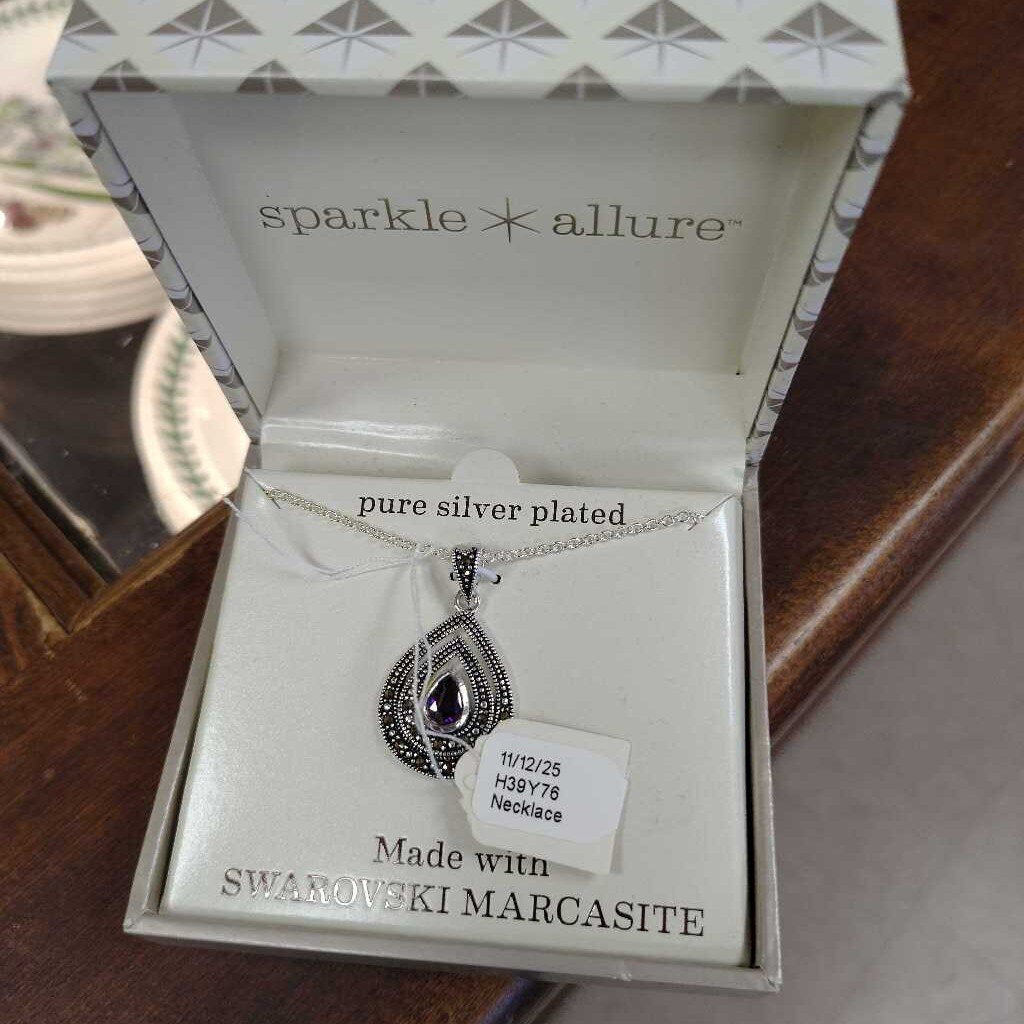 sparkle allure™
pure silver plated
11/12/25
H39Y76
Necklace
Made with
SWAROVSKI MARCASITE